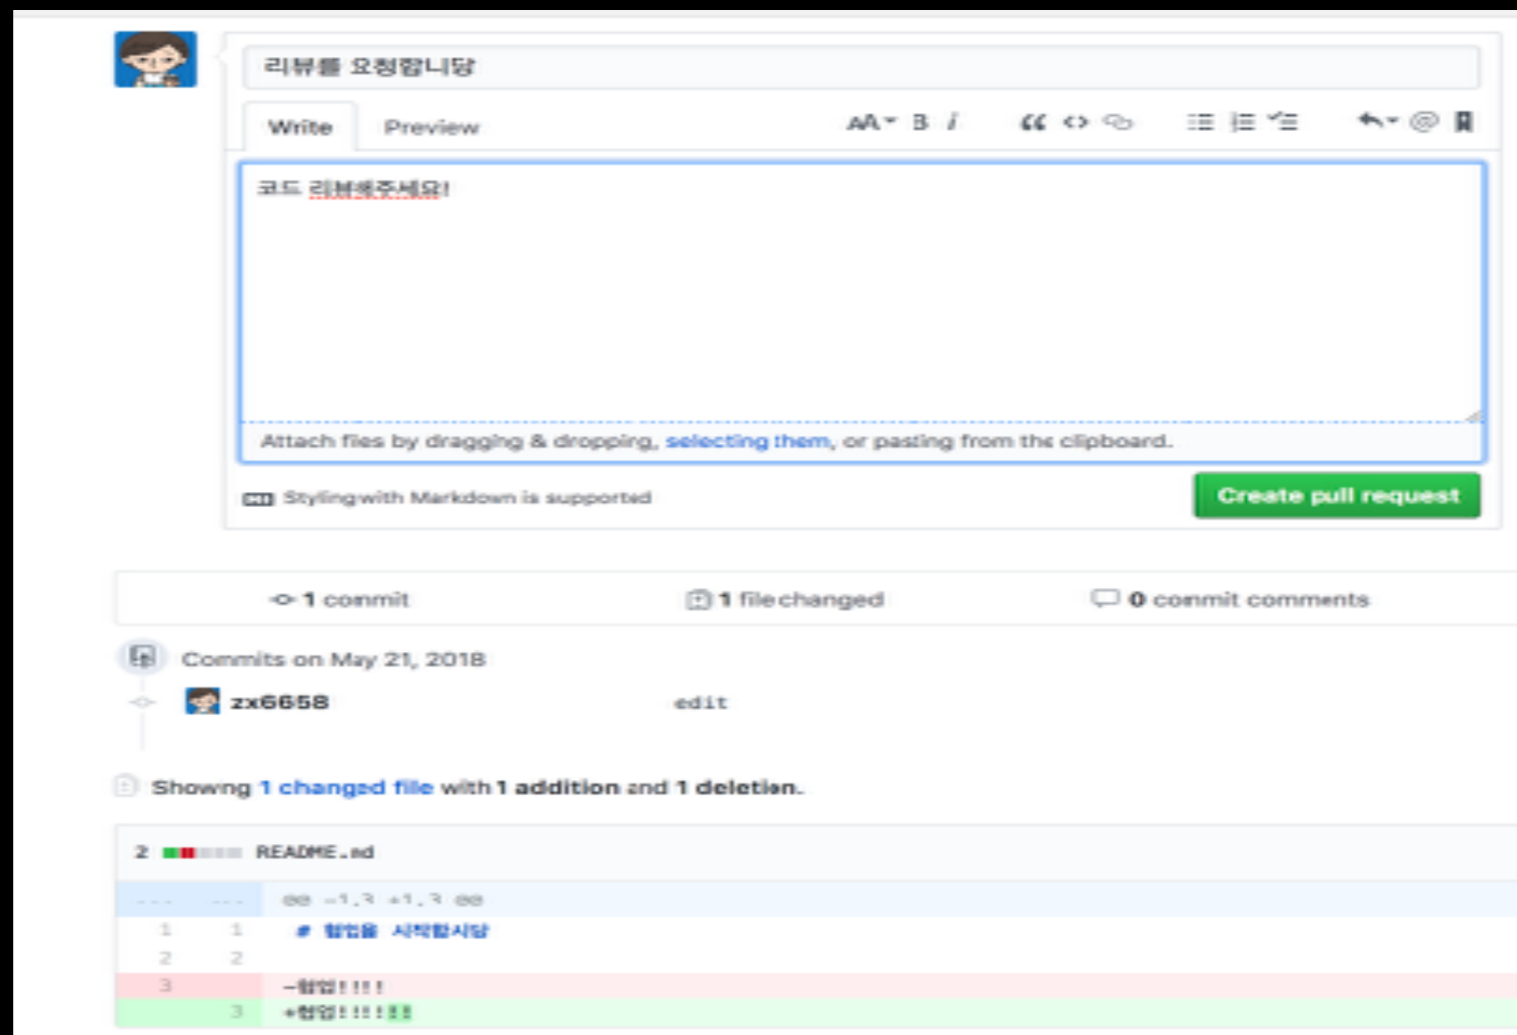 리뷰를 요청합니당
Write Preview AA B i
코드 리뷰해주세요!
Attach files by dragging & dropping, selecting them, or pasting from the clipboard.
Styling with Markdown is supported
Create pull request
1 commit 1 file changed 0 commit comments
Commits on May 21, 2018
zx6658 edit
Showing 1 changed file with 1 addition and 1 deletion.
2 README.md
... ... @@ -1,3 +1,3 @@
1 1 # 협업을 시작합시당
2 2
3 -협업!!!!
3 +협업!!!!!!